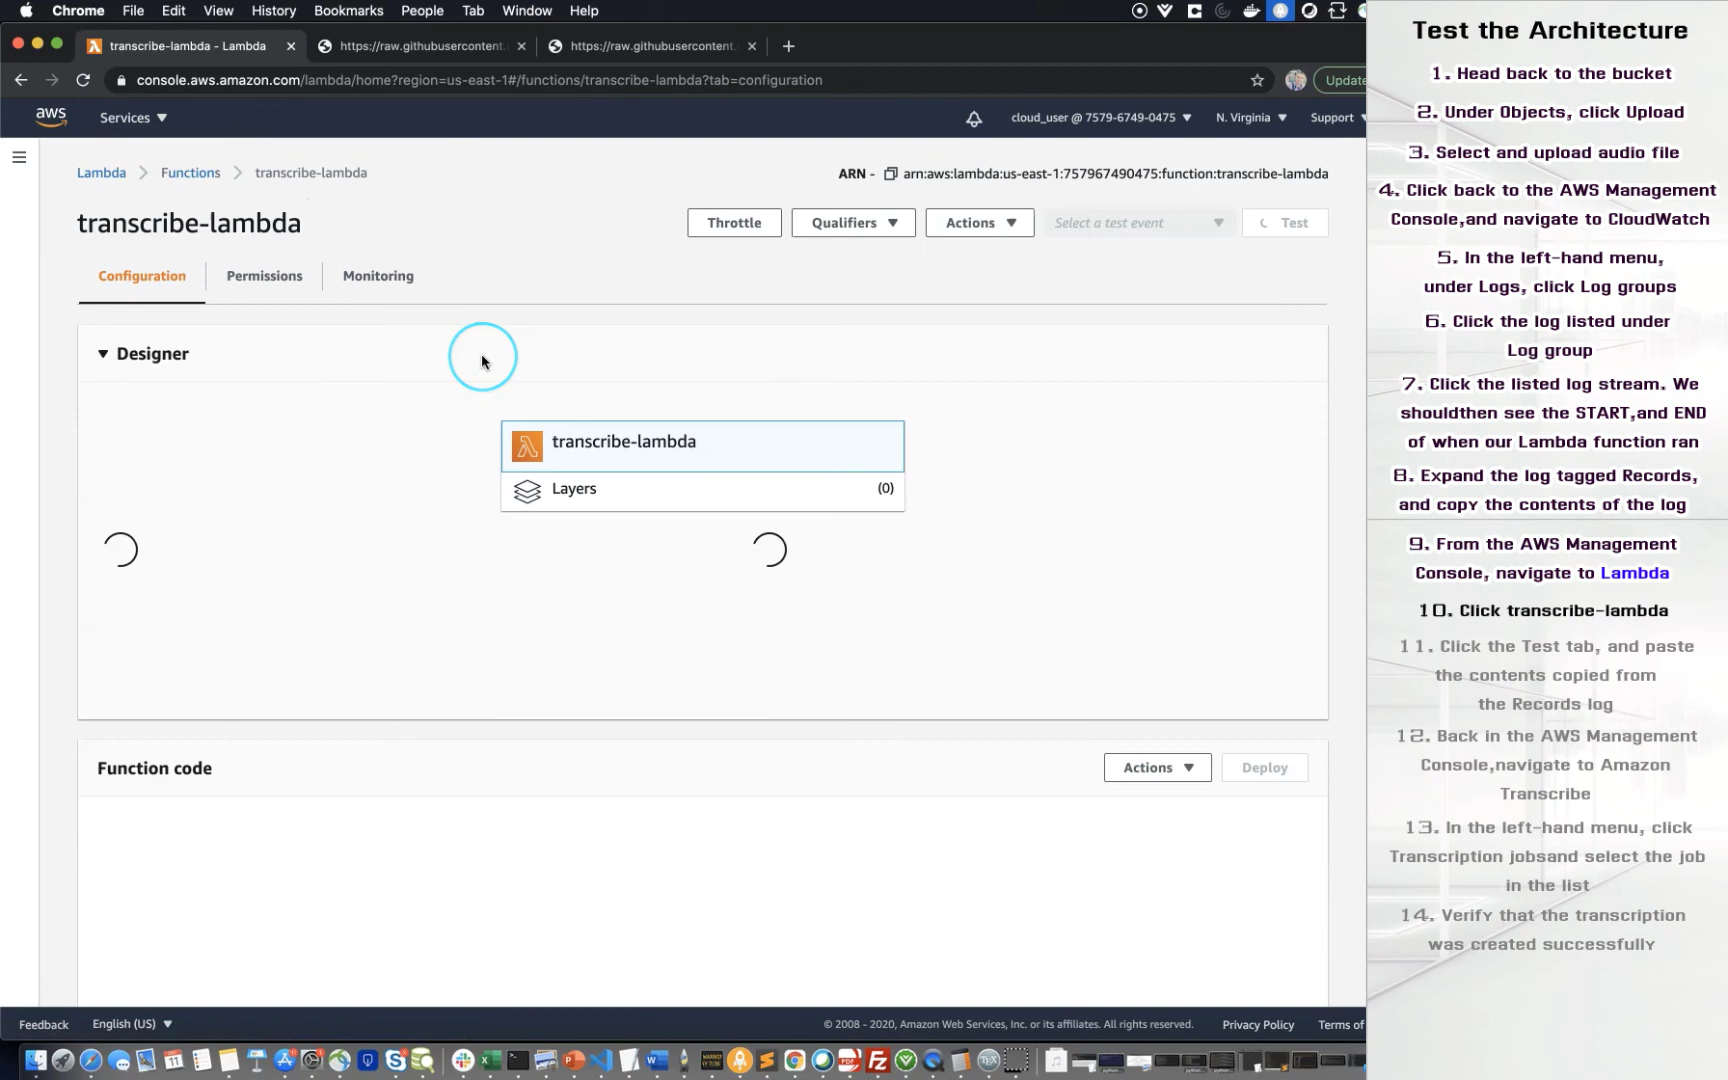 Chrome File Edit View History Bookmarks People Tab Window Help
transcribe-lambda - Lambda
https://raw.githubusercontent.
https://raw.githubusercontent.
console.aws.amazon.com/lambda/home?region=us-east-1#/functions/transcribe-lambda?tab=configuration
Update
aws Services
cloud_user @ 7579-6749-0475 N. Virginia Support
Lambda Functions transcribe-lambda
ARN - arn:aws:lambda:us-east-1:757967490475:function:transcribe-lambda
transcribe-lambda
Throttle Qualifiers Actions Select a test event Test
Configuration Permissions Monitoring
Designer
transcribe-lambda
Layers (0)
Function code
Actions Deploy
Feedback English (US)
© 2008 - 2020, Amazon Web Services, Inc. or its affiliates. All rights reserved. Privacy Policy Terms of
Test the Architecture
1. Head back to the bucket
2. Under Objects, click Upload
3. Select and upload audio file
4. Click back to the AWS Management
Console,and navigate to CloudWatch
5. In the left-hand menu,
under Logs, click Log groups
6. Click the log listed under
Log group
7. Click the listed log stream. We
shouldthen see the START,and END
of when our Lambda function ran
8. Expand the log tagged Records,
and copy the contents of the log
9. From the AWS Management
Console, navigate to Lambda
10. Click transcribe-lambda
11. Click the Test tab, and paste
the contents copied from
the Records log
12. Back in the AWS Management
Console,navigate to Amazon
Transcribe
13. In the left-hand menu, click
Transcription jobsand select the job
in the list
14. Verify that the transcription
was created successfully